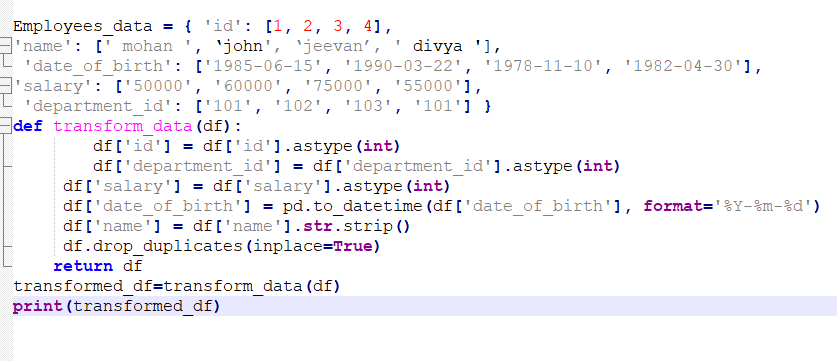 Employees_data = { 'id': [1, 2, 3, 4],
'name': [' mohan ', ‘john', ‘jeevan’, ' divya '],
 'date_of_birth': ['1985-06-15', '1990-03-22', '1978-11-10', '1982-04-30'],
'salary': ['50000', '60000', '75000', '55000'],
 'department_id': ['101', '102', '103', '101'] }
def transform_data(df):
        df['id'] = df['id'].astype(int)
        df['department_id'] = df['department_id'].astype(int)
     df['salary'] = df['salary'].astype(int)
     df['date_of_birth'] = pd.to_datetime(df['date_of_birth'], format='%Y-%m-%d')
     df['name'] = df['name'].str.strip()
     df.drop_duplicates(inplace=True)
    return df
transformed_df=transform_data(df)
print(transformed_df)